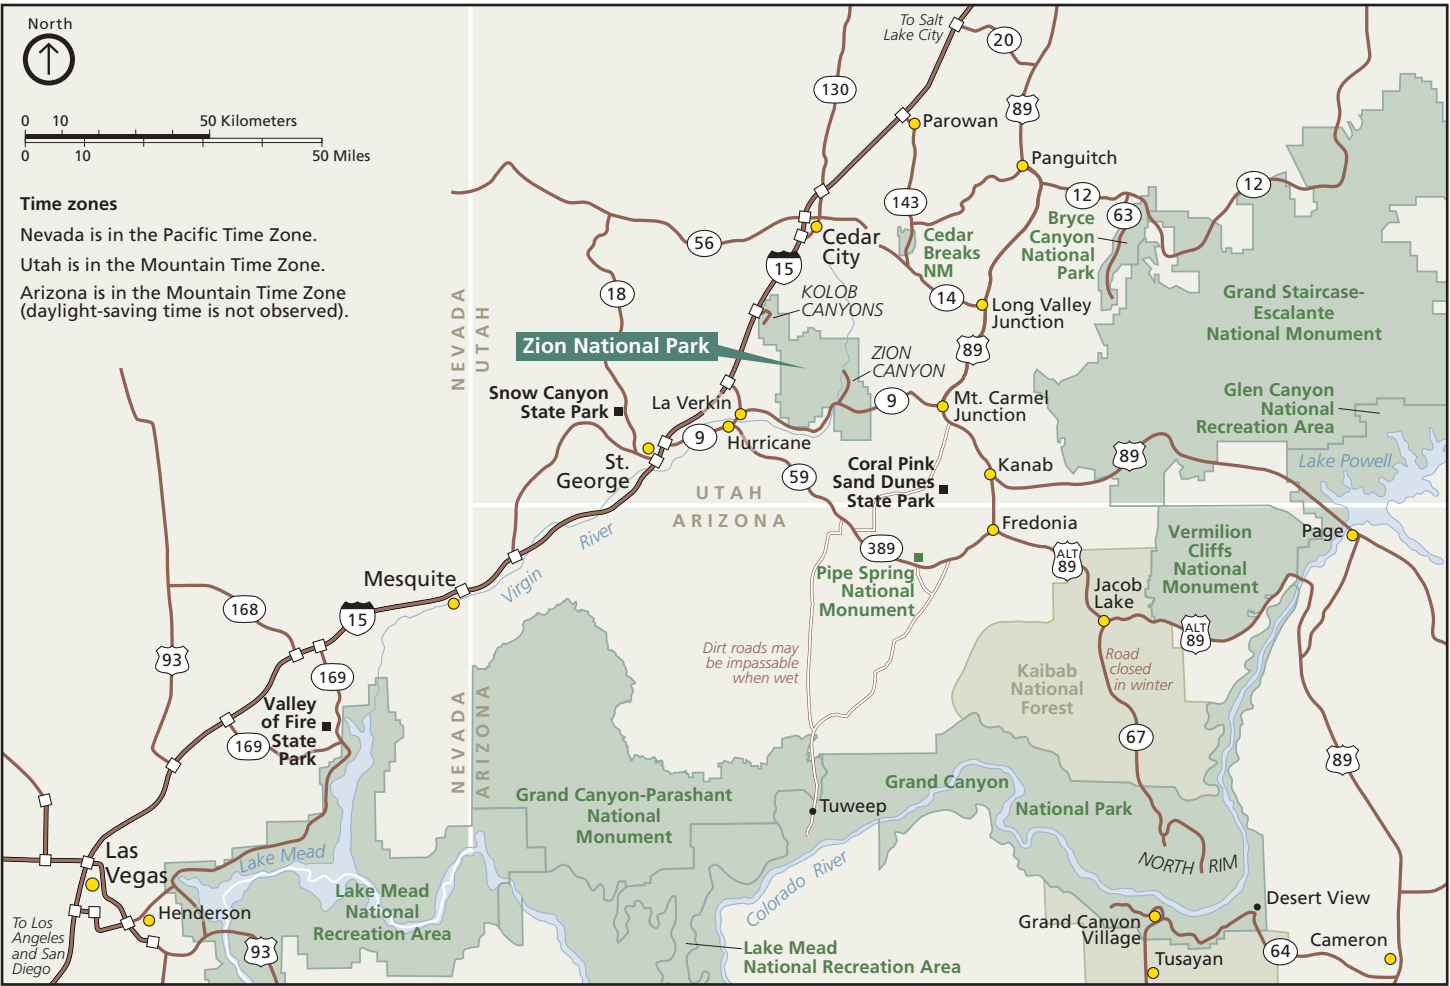 North
0 10 50 Kilometers
0 10 50 Miles
Time zones
Nevada is in the Pacific Time Zone.
Utah is in the Mountain Time Zone.
Arizona is in the Mountain Time Zone
(daylight-saving time is not observed).
To Salt
Lake City
20
130
89
Parowan
Panguitch
12
12
143
63
Bryce
Canyon
National
Park
56
Cedar
City
Cedar
Breaks
NM
15
18
KOLOB
CANYONS
14
Long Valley
Junction
Grand Staircase-
Escalante
National Monument
NEVADA
UTAH
Zion National Park
ZION
CANYON
89
Snow Canyon
State Park
La Verkin
9
Mt. Carmel
Junction
Glen Canyon
National
Recreation Area
9
Hurricane
St.
George
59
Coral Pink
Sand Dunes
State Park
Kanab
89
Lake Powell
UTAH
ARIZONA
Fredonia
Page
Virgin
River
389
ALT
89
Vermilion
Cliffs
National
Monument
Pipe Spring
National
Monument
Mesquite
Jacob
Lake
168
15
ALT
89
93
Dirt roads may
be impassable
when wet
Road
closed
in winter
Kaibab
National
Forest
169
Valley
of Fire
State
Park
169
NEVADA
ARIZONA
67
89
Grand Canyon-Parashant
National
Monument
Tuweep
Grand Canyon
National Park
Las
Vegas
Lake Mead
NORTH RIM
Colorado River
Lake Mead
National
Recreation Area
Henderson
Desert View
Grand Canyon
Village
To Los
Angeles
and San
Diego
93
Lake Mead
National Recreation Area
64
Cameron
Tusayan